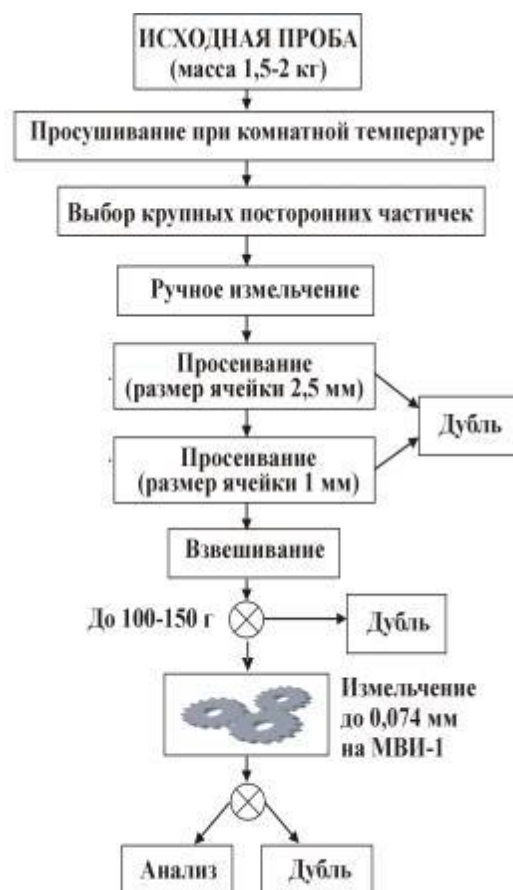 ИСХОДНАЯ ПРОБА
(масса 1,5-2 кг)
Просушивание при комнатной температуре
Выбор крупных посторонних частичек
Ручное измельчение
Просеивание
(размер ячейки 2,5 мм)
Дубль
Просеивание
(размер ячейки 1 мм)
Взвешивание
До 100-150 г
Дубль
Измельчение
до 0,074 мм
на МВИ-1
Анализ
Дубль